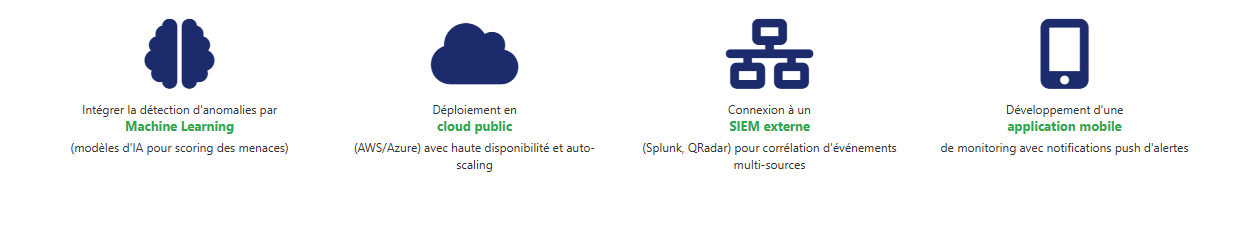 Intégrer la détection d'anomalies par
Machine Learning
(modèles d'IA pour scoring des menaces)
Déploiement en
cloud public
(AWS/Azure) avec haute disponibilité et auto-
scaling
Connexion à un
SIEM externe
(Splunk, QRadar) pour corrélation d'événements
multi-sources
Développement d'une
application mobile
de monitoring avec notifications push d'alertes